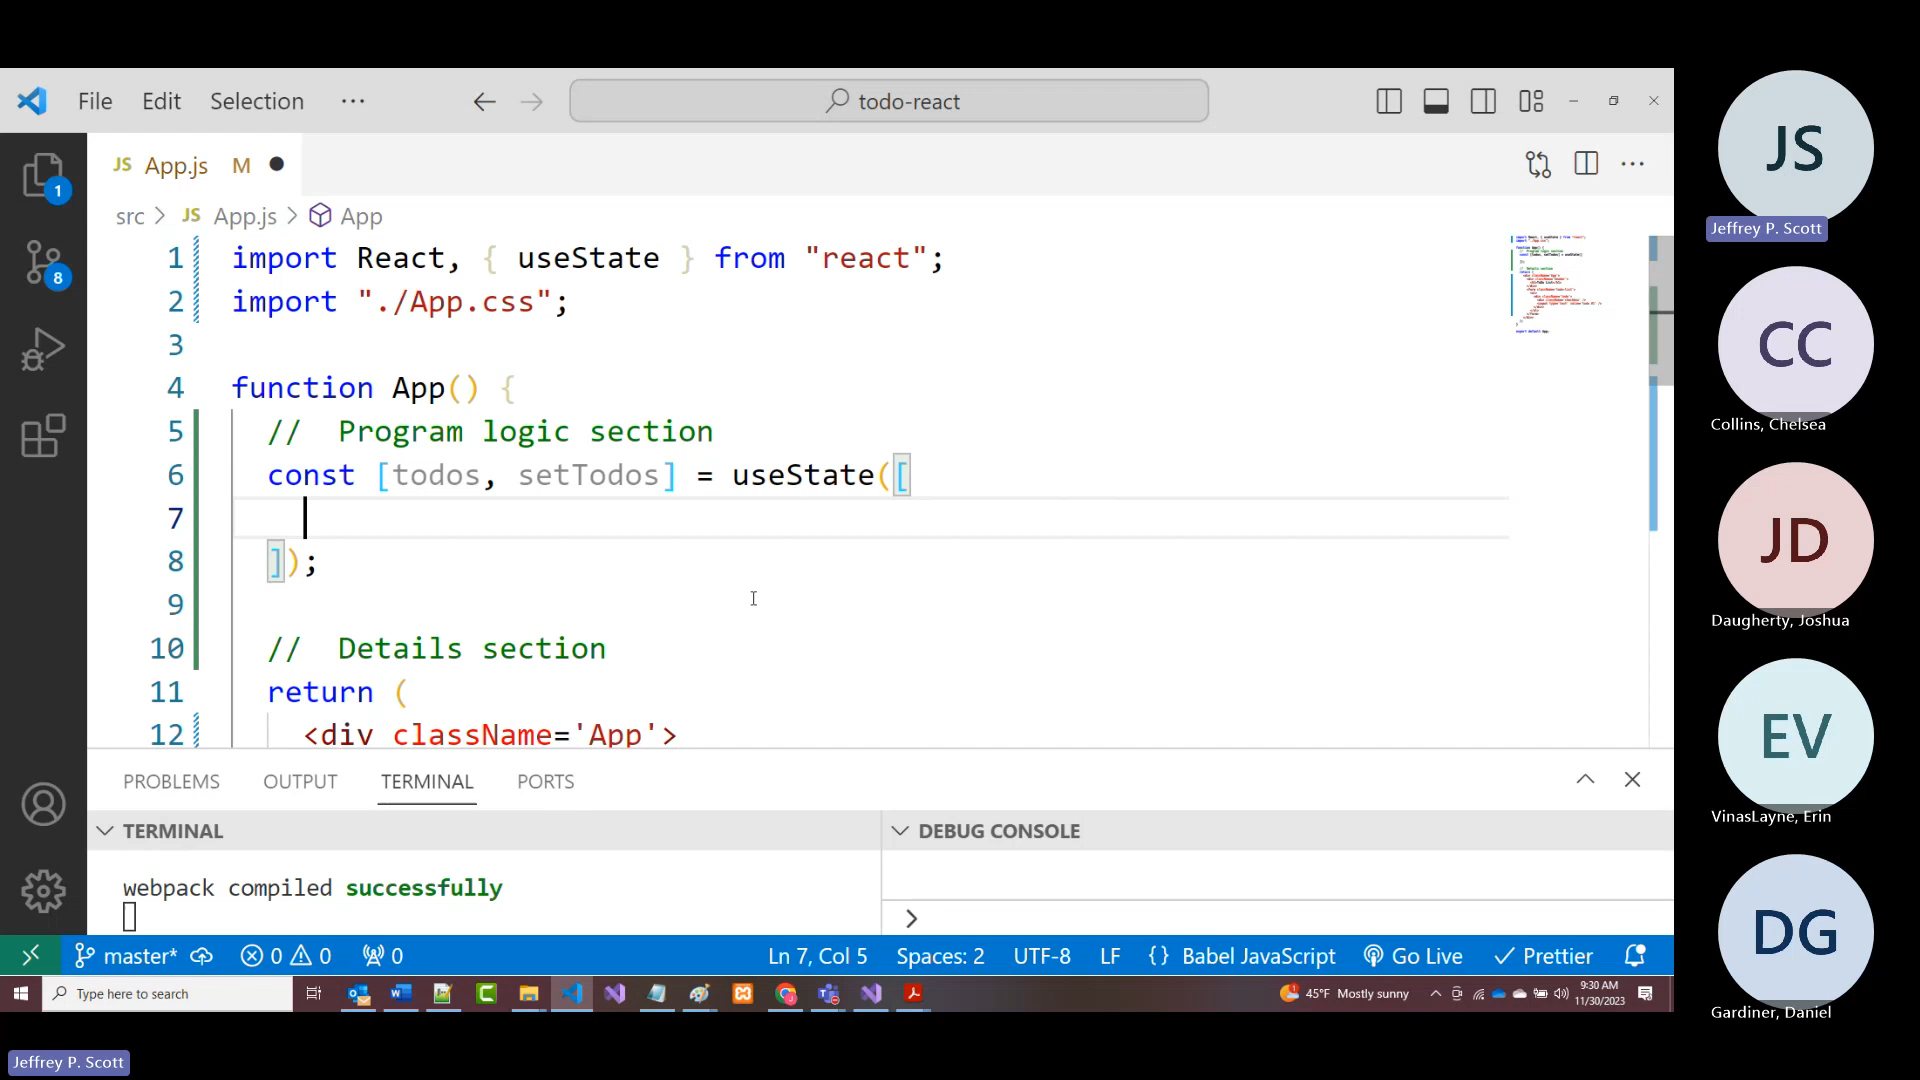 File Edit Selection ··· todo-react
JS App.js M
src > JS App.js > App
1 import React, { useState } from "react";
2 import "./App.css";
3
4 function App() {
5 // Program logic section
6 const [todos, setTodos] = useState([
7
8 ]);
9
10 // Details section
11 return (
12 <div className='App'>
1
8
PROBLEMS OUTPUT TERMINAL PORTS
TERMINAL
webpack compiled successfully
DEBUG CONSOLE
>
master* 0 0 0 Ln 7, Col 5 Spaces: 2 UTF-8 LF {} Babel JavaScript Go Live Prettier
Type here to search
45°F Mostly sunny
9:30 AM
11/30/2023
JS
Jeffrey P. Scott
CC
Collins, Chelsea
JD
Daugherty, Joshua
EV
VinasLayne, Erin
DG
Gardiner, Daniel
Jeffrey P. Scott